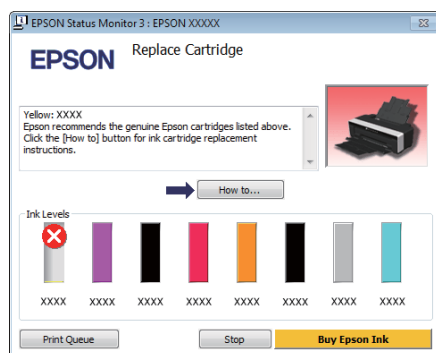 EPSON Status Monitor 3 : EPSON XXXXX
EPSON
Replace Cartridge
Yellow: XXXX
Epson recommends the genuine Epson cartridges listed above.
Click the [How to] button for ink cartridge replacement
instructions.
How to...
Ink Levels
XXXX XXXX XXXX XXXX XXXX XXXX XXXX XXXX
Print Queue Stop Buy Epson Ink